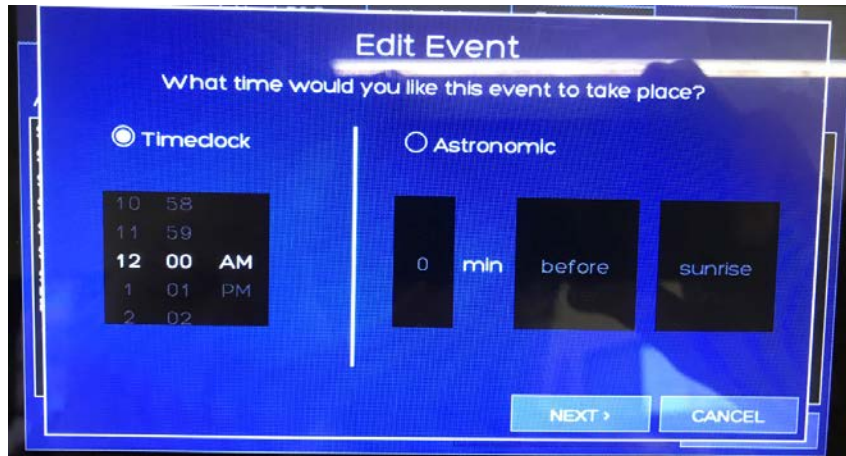 Edit Event
What time would you like this event to take place?
Timeclock
Astronomic
10 58
11 59
12 00 AM
1 01 PM
2 02
0 min before sunrise
NEXT >
CANCEL